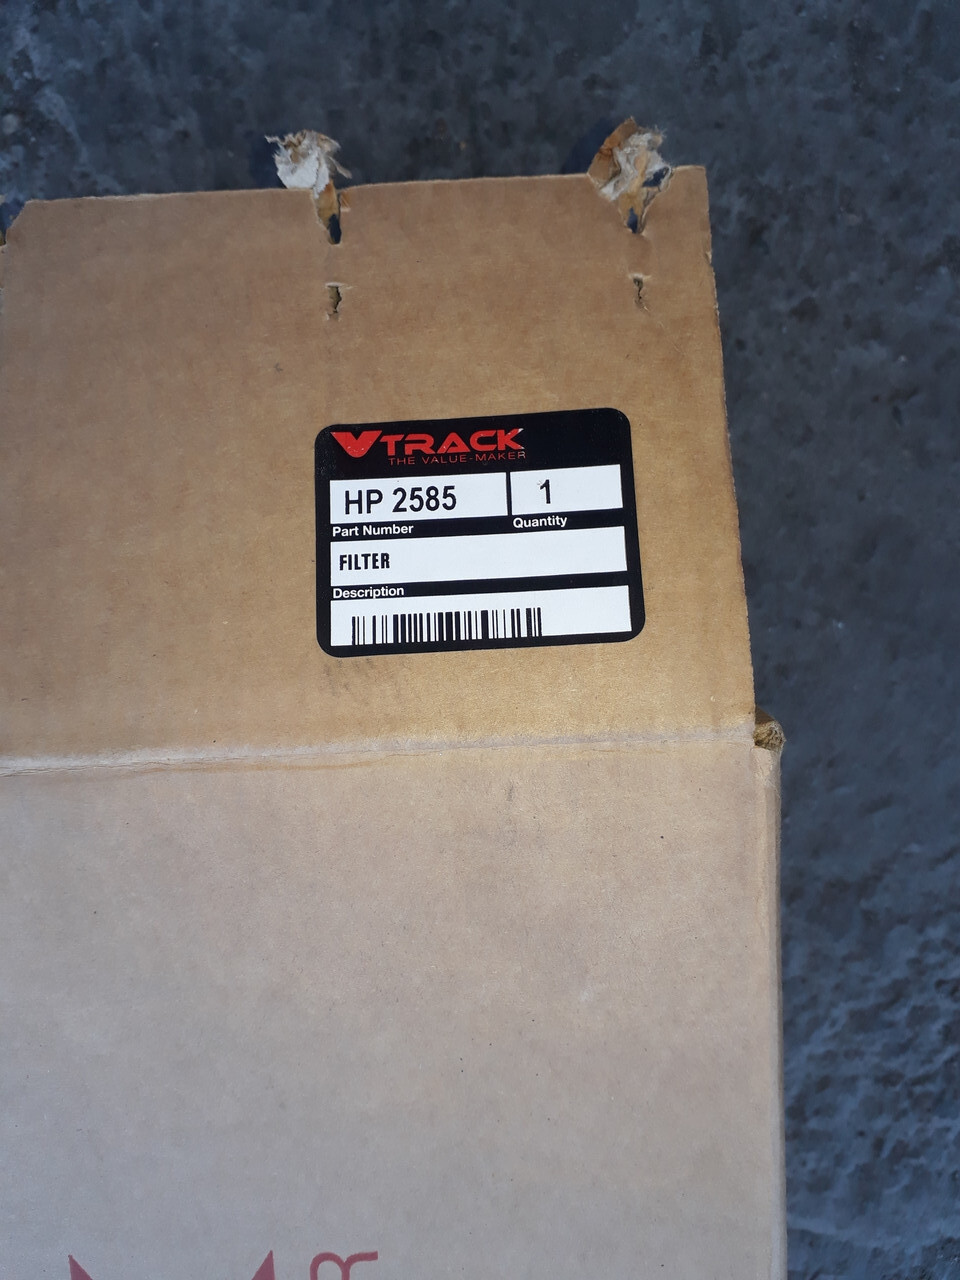 VTRACK
THE VALUE-MAKER
HP 2585
1
Part Number
Quantity
FILTER
Description
R